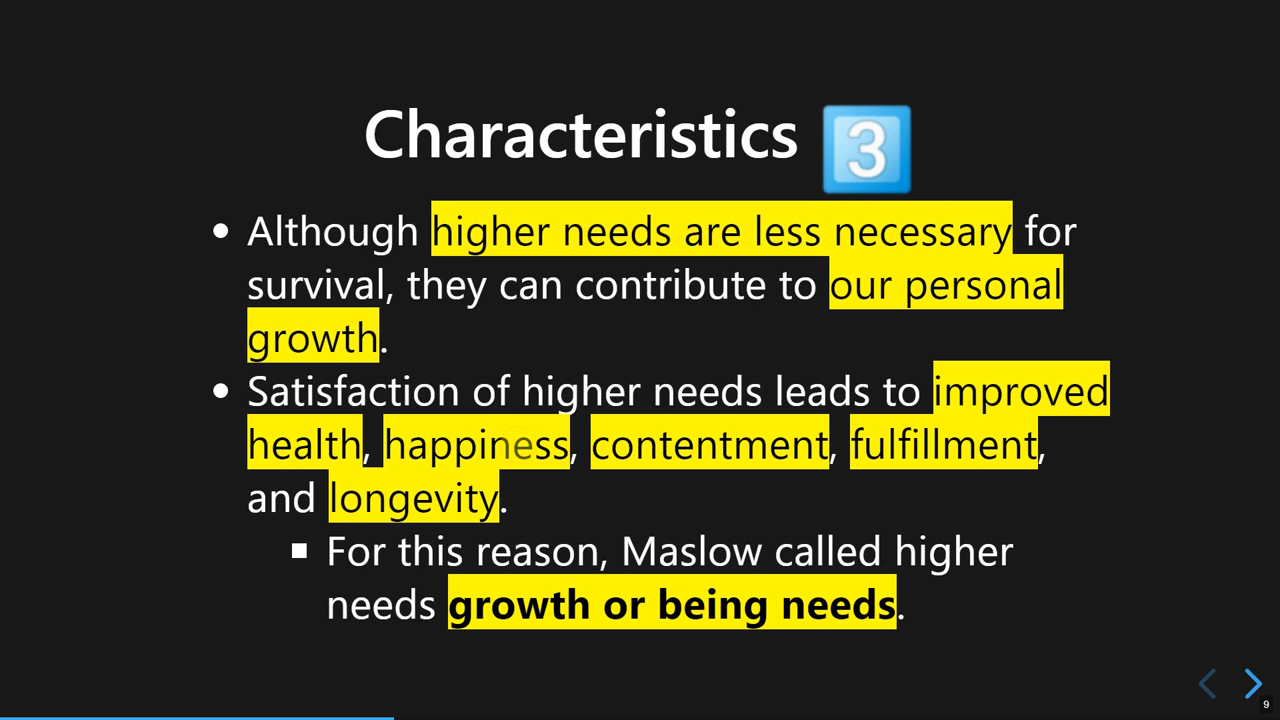 Characteristics 3️⃣
• Although higher needs are less necessary for
survival, they can contribute to our personal
growth.
• Satisfaction of higher needs leads to improved
health, happiness, contentment, fulfillment,
and longevity.
▪ For this reason, Maslow called higher
needs growth or being needs.
9